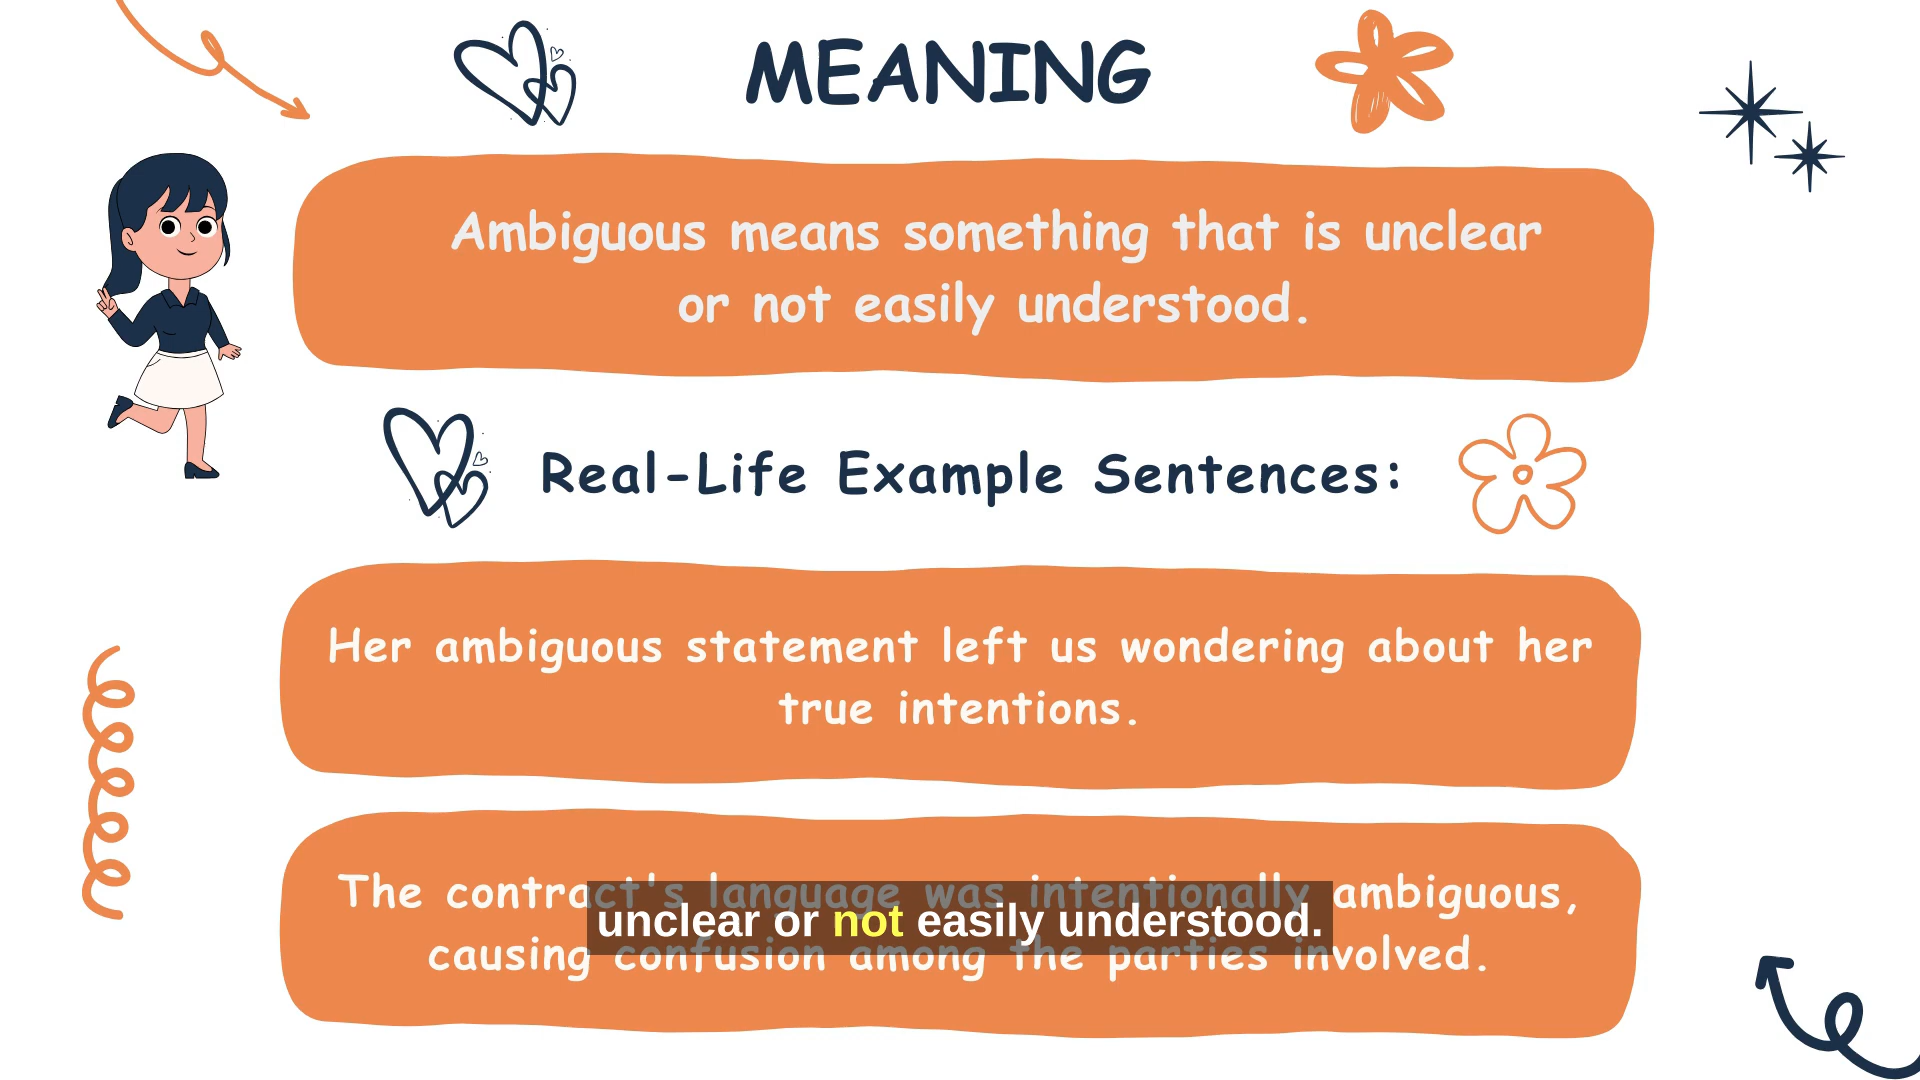 MEANING
Ambiguous means something that is unclear
or not easily understood.
Real-Life Example Sentences:
Her ambiguous statement left us wondering about her
true intentions.
The contract's language was intentionally ambiguous,
unclear or not easily understood.
causing confusion among the parties involved.